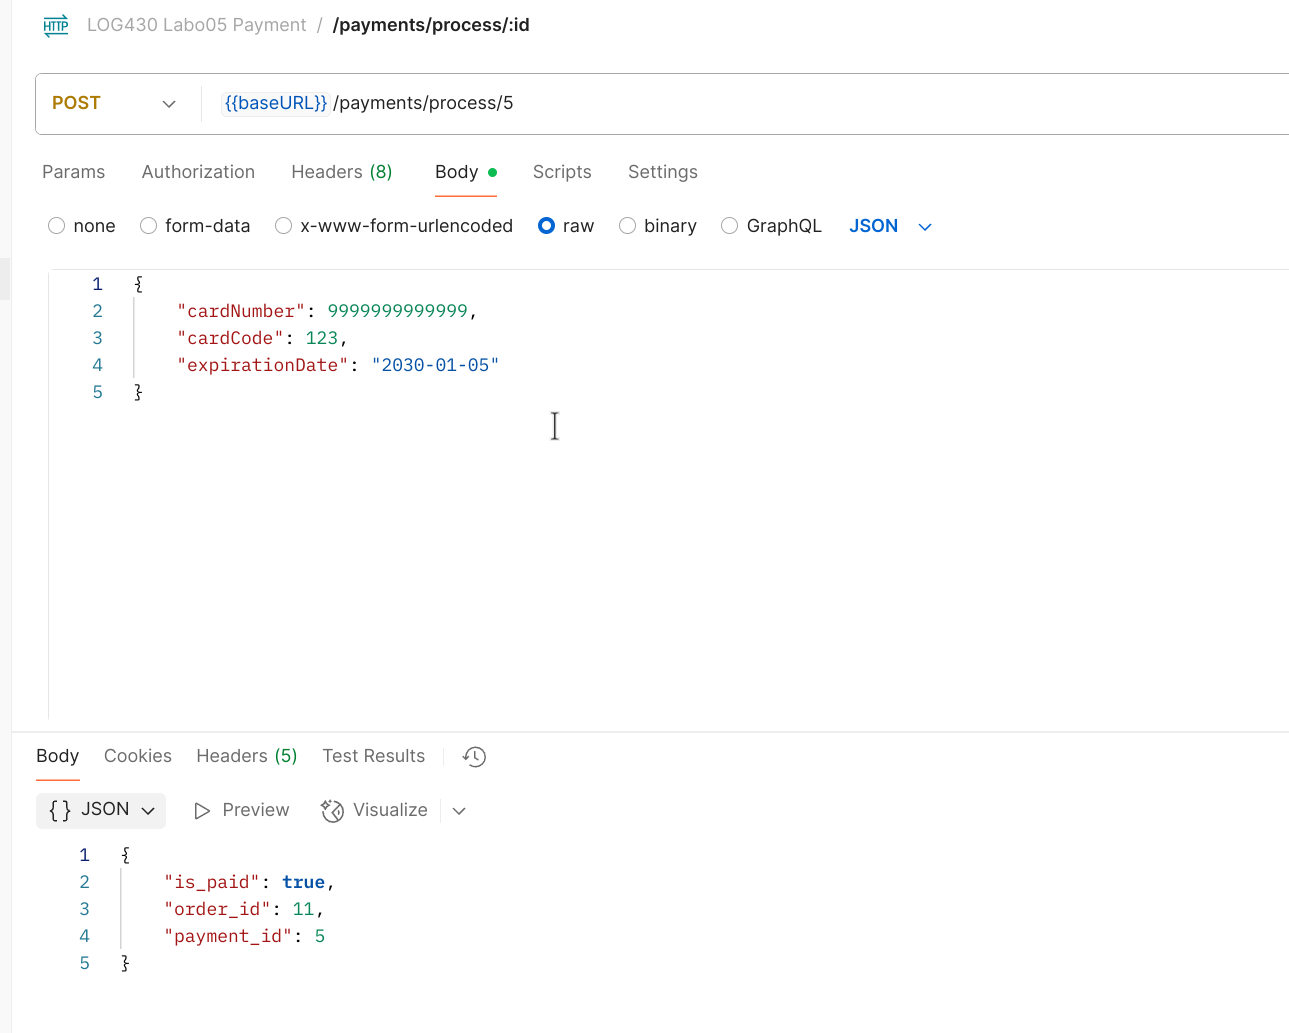 HTTP LOG430 Labo05 Payment / /payments/process/:id
POST {{baseURL}} /payments/process/5
Params Authorization Headers (8) Body Scripts Settings
none form-data x-www-form-urlencoded raw binary GraphQL JSON
1 {
2 "cardNumber": 9999999999999,
3 "cardCode": 123,
4 "expirationDate": "2030-01-05"
5 }
Body Cookies Headers (5) Test Results
{} JSON Preview Visualize
1 {
2 "is_paid": true,
3 "order_id": 11,
4 "payment_id": 5
5 }